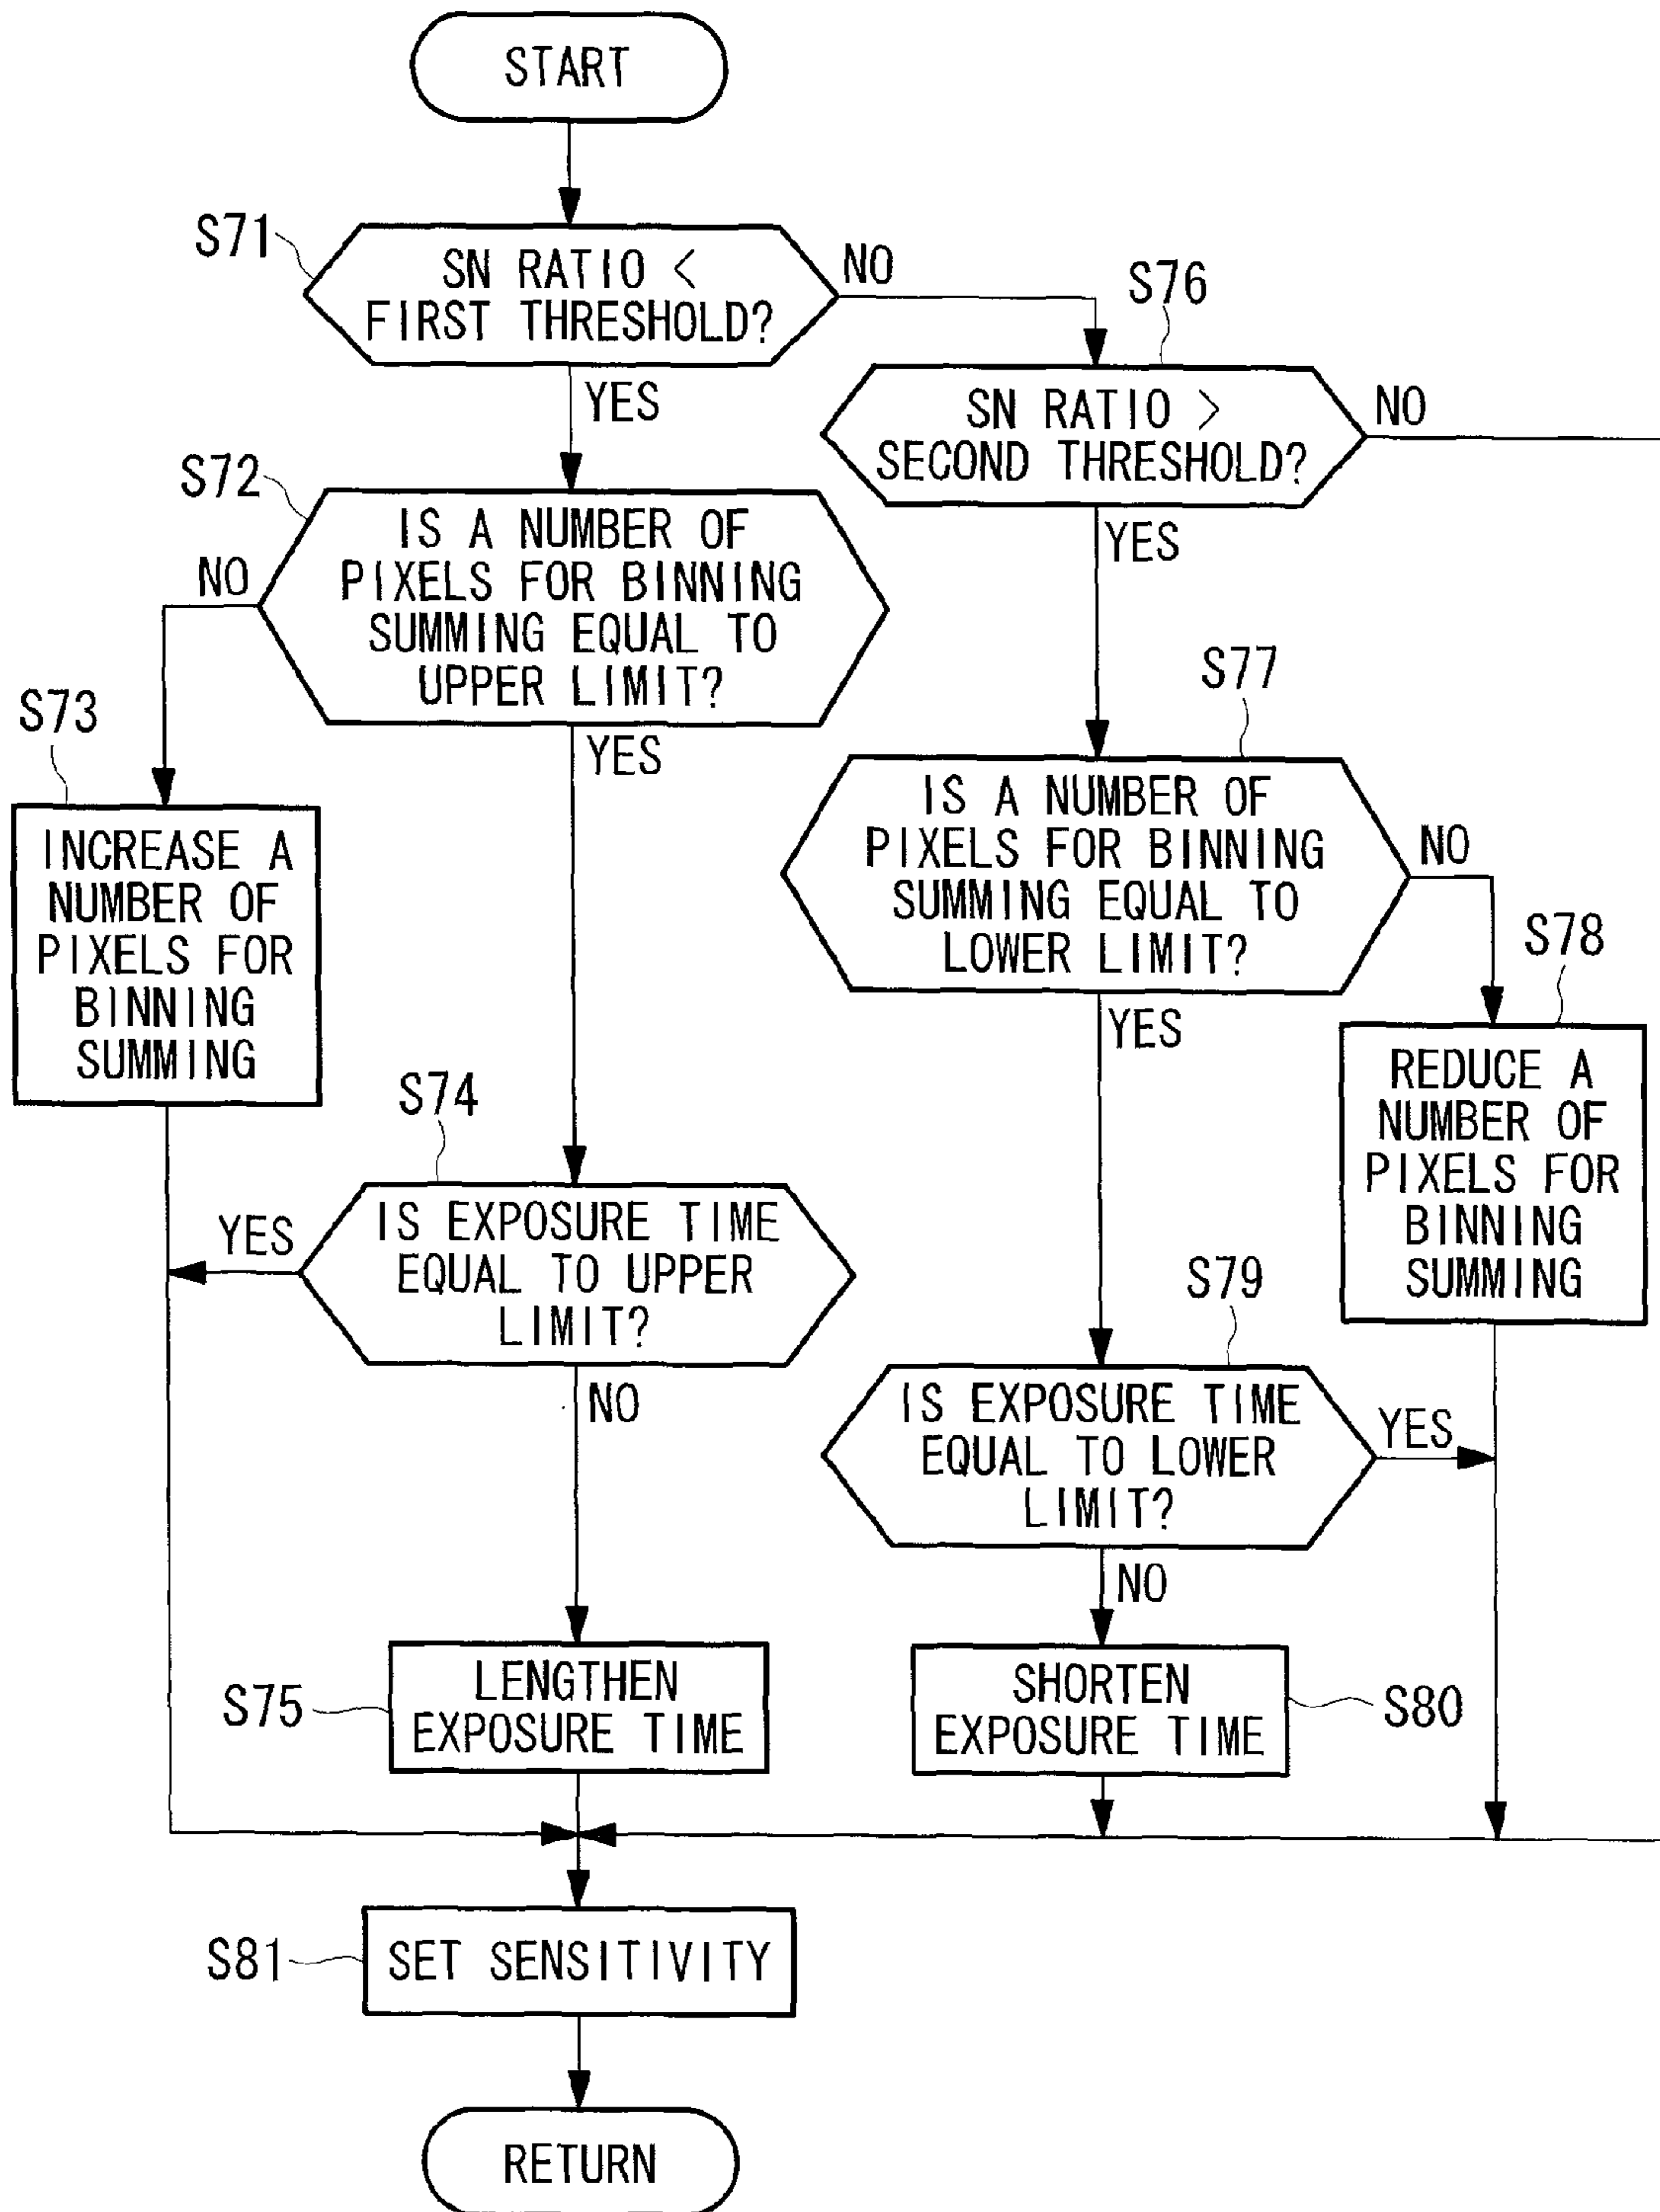 START
S71
SN RATIO <
FIRST THRESHOLD?
NO
YES
S76
SN RATIO >
SECOND THRESHOLD?
NO
YES
S72
IS A NUMBER OF
PIXELS FOR BINNING
SUMMING EQUAL TO
UPPER LIMIT?
NO
YES
S73
INCREASE A
NUMBER OF
PIXELS FOR
BINNING
SUMMING
S77
IS A NUMBER OF
PIXELS FOR BINNING
SUMMING EQUAL TO
LOWER LIMIT?
NO
YES
S78
REDUCE A
NUMBER OF
PIXELS FOR
BINNING
SUMMING
S74
IS EXPOSURE TIME
EQUAL TO UPPER
LIMIT?
YES
NO
S79
IS EXPOSURE TIME
EQUAL TO LOWER
LIMIT?
YES
NO
S75
LENGTHEN
EXPOSURE TIME
SHORTEN
EXPOSURE TIME
S80
S81
SET SENSITIVITY
RETURN